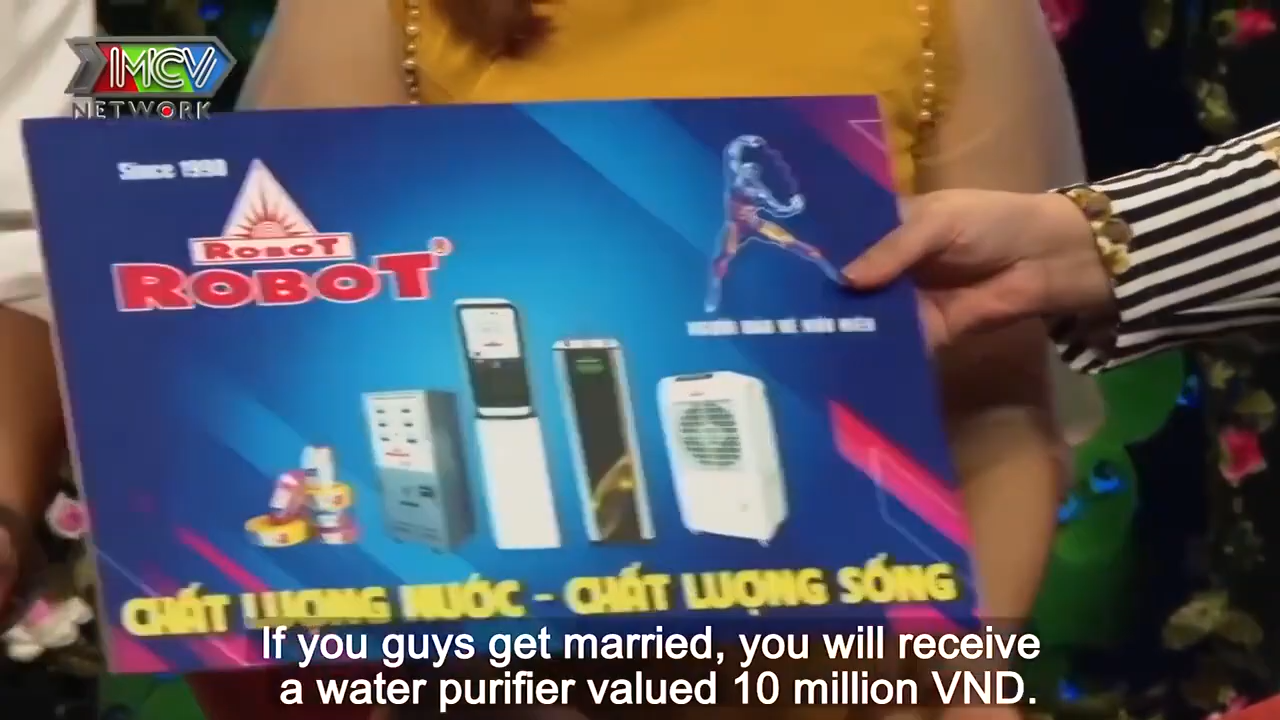 MCV
NETWORK
Since 1990
ROBOT
ROBOT®
CHẤT LƯỢNG NƯỚC - CHẤT LƯỢNG SỐNG
If you guys get married, you will receive
a water purifier valued 10 million VND.